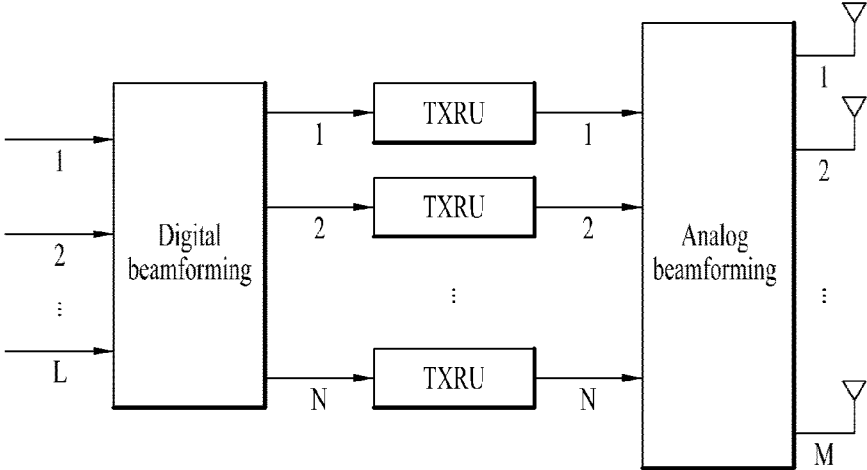 1
2
⋮
L
Digital
beamforming
1
2
N
TXRU
TXRU
⋮
TXRU
1
2
N
Analog
beamforming
1
2
⋮
M